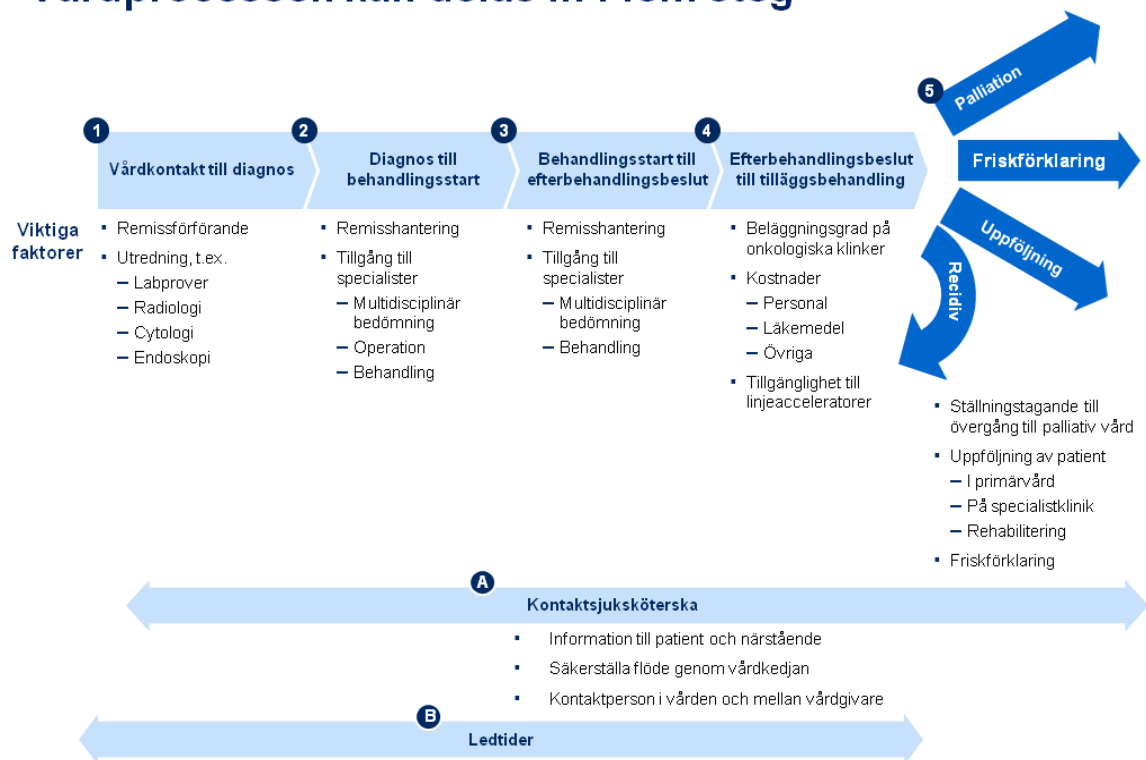 Vårdprocessen kan delas in i fem steg
1
Vårdkontakt till diagnos
2
Diagnos till
behandlingsstart
3
Behandlingsstart till
efterbehandlingsbeslut
4
Efterbehandlingsbeslut
till tilläggsbehandling
5
Palliation
Friskförklaring
Uppföljning
Recidiv
Viktiga
faktorer
▪ Remissförförande
▪ Utredning, t.ex.
– Labprover
– Radiologi
– Cytologi
– Endoskopi
▪ Remisshantering
▪ Tillgång till
specialister
– Multidisciplinär
bedömning
– Operation
– Behandling
▪ Remisshantering
▪ Tillgång till
specialister
– Multidisciplinär
bedömning
– Behandling
▪ Beläggningsgrad på
onkologiska klinker
▪ Kostnader
– Personal
– Läkemedel
– Övriga
▪ Tillgänglighet till
linjeacceleratorer
▪ Ställningstagande till
övergång till palliativ vård
▪ Uppföljning av patient
– I primärvård
– På specialistklinik
– Rehabilitering
▪ Friskförklaring
A
Kontaktsjuksköterska
▪ Information till patient och närstående
▪ Säkerställa flöde genom vårdkedjan
▪ Kontaktperson i vården och mellan vårdgivare
B
Ledtider